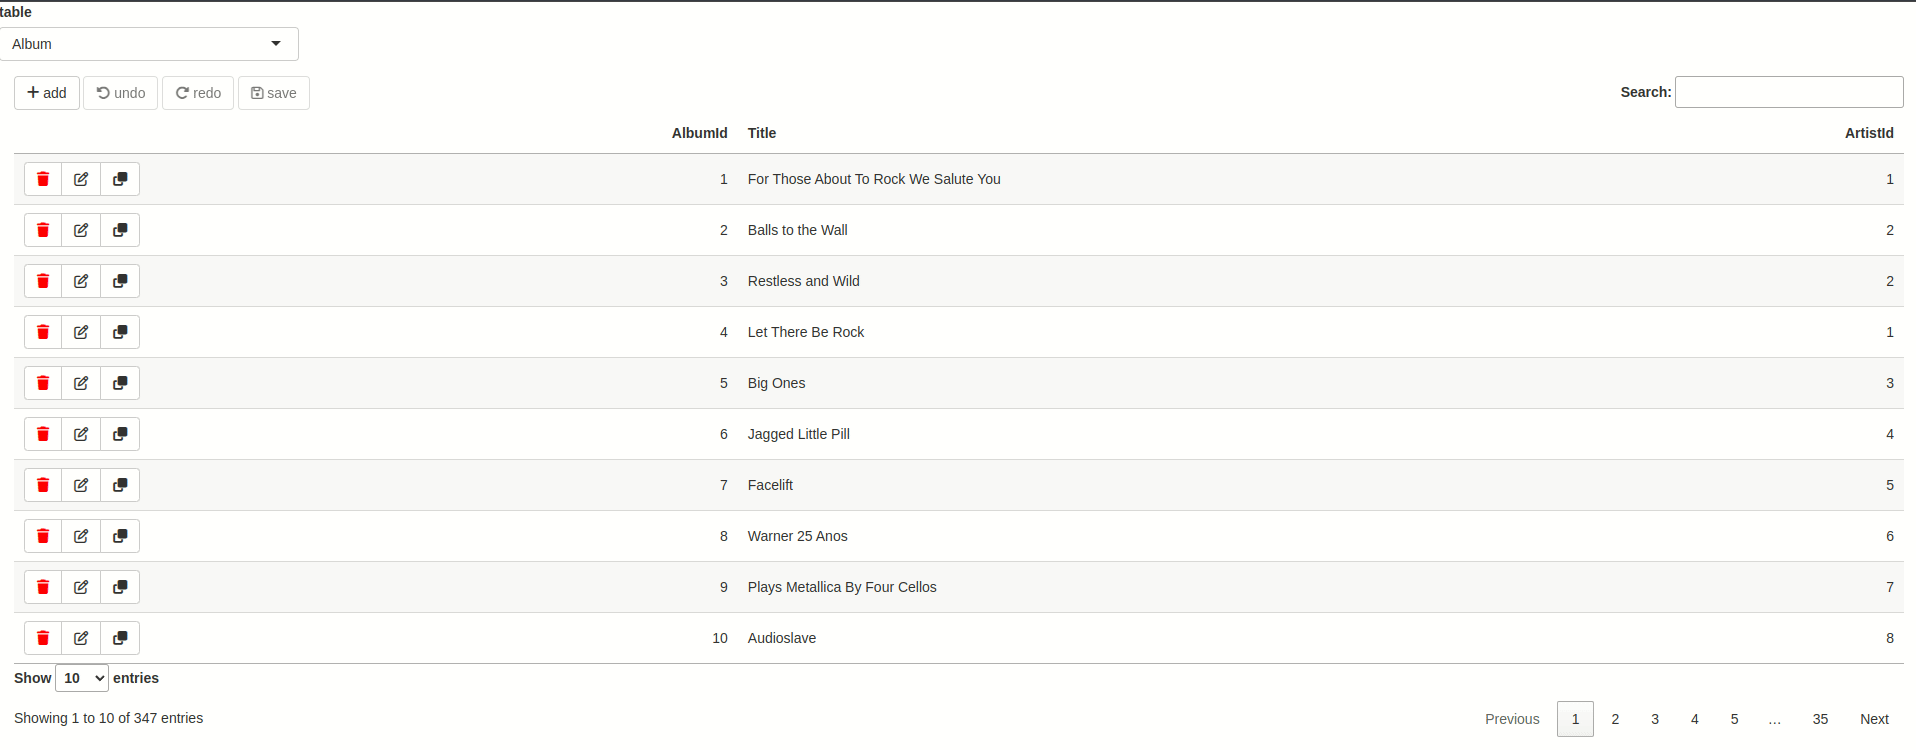 table
Album
add undo redo save Search:
AlbumId Title ArtistId
1 For Those About To Rock We Salute You 1
2 Balls to the Wall 2
3 Restless and Wild 2
4 Let There Be Rock 1
5 Big Ones 3
6 Jagged Little Pill 4
7 Facelift 5
8 Warner 25 Anos 6
9 Plays Metallica By Four Cellos 7
10 Audioslave 8
Show 10 entries
Showing 1 to 10 of 347 entries Previous 1 2 3 4 5 … 35 Next